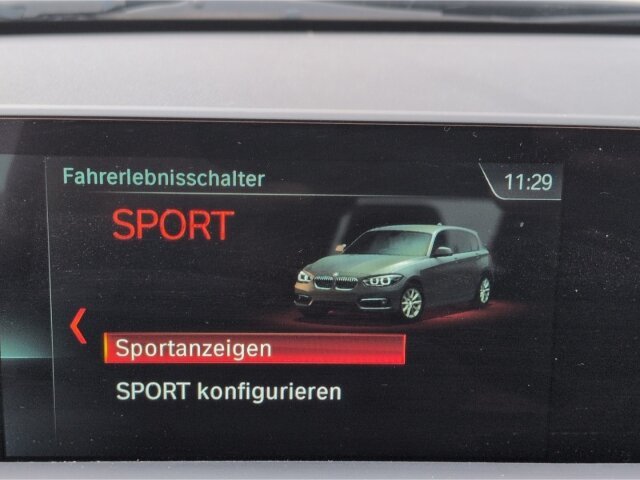 Fahrerlebnisschalter
11:29
SPORT
Sportanzeigen
SPORT konfigurieren